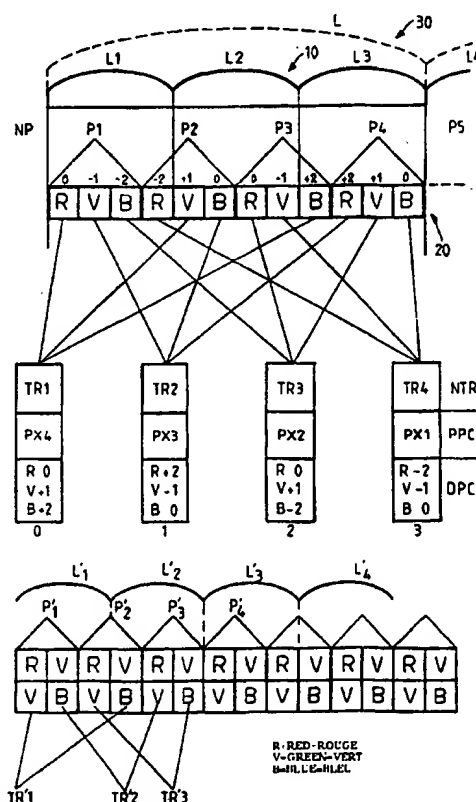 L 30
L1 L2 10 L3 L4
NP P1 P2 P3 P4 PS
0 -1 -2 -2 +1 0 0 -1 +2 +2 +1 0
R V B R V B R V B R V B
20
TR1 TR2 TR3 TR4 NTR
PX4 PX3 PX2 PX1 PPC
R 0 R+2 R 0 R-2
V+1 V-1 V+1 V-1 DPC
B+2 B 0 B-2 B 0
0 1 2 3
L'1 L'2 L'3 L'4
P'1 P'2 P'3 P'4
R V R V R V R V R V R V R V
V B V B V B V B V B V B V B
R-RED-ROUGE
V-GREEN-VERT
TR'1 TR'2 TR'3